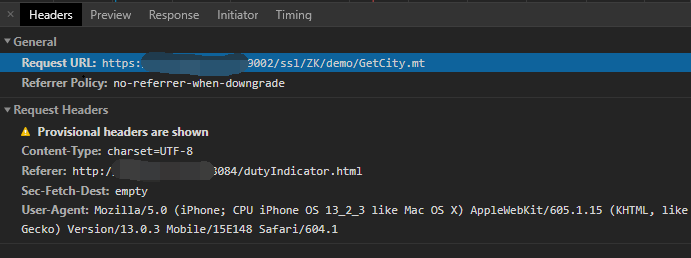 Headers Preview Response Initiator Timing
General
Request URL: https: 9002/ssl/ZK/demo/GetCity.mt
Referrer Policy: no-referrer-when-downgrade
Request Headers
Provisional headers are shown
Content-Type: charset=UTF-8
Referer: http:/ 3084/dutyIndicator.html
Sec-Fetch-Dest: empty
User-Agent: Mozilla/5.0 (iPhone; CPU iPhone OS 13_2_3 like Mac OS X) AppleWebKit/605.1.15 (KHTML, like
Gecko) Version/13.0.3 Mobile/15E148 Safari/604.1